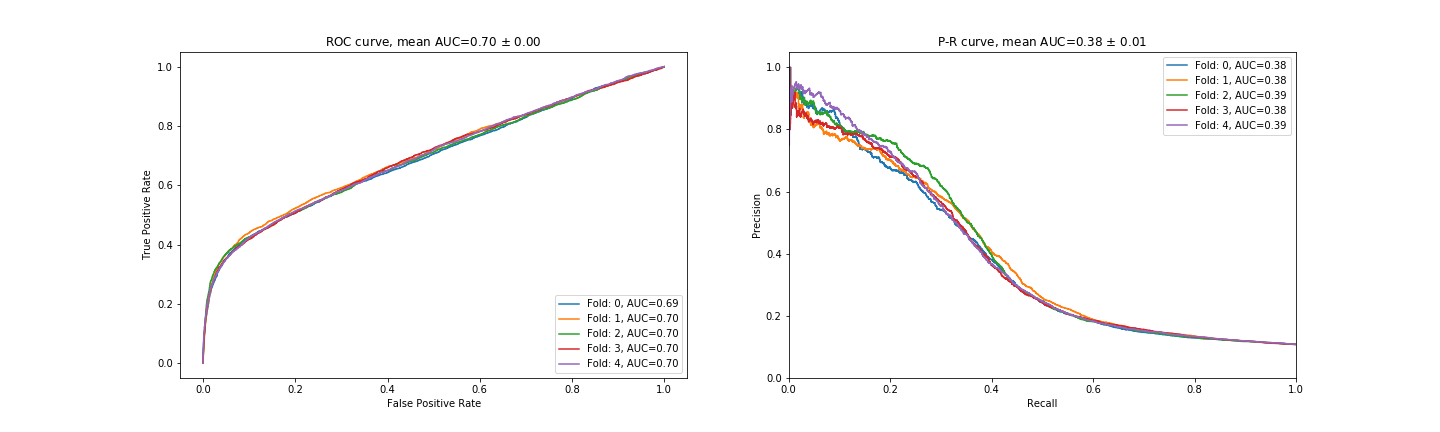 ROC curve, mean AUC=0.70 ± 0.00
True Positive Rate
1.0
0.8
0.6
0.4
0.2
0.0
Fold: 0, AUC=0.69
Fold: 1, AUC=0.70
Fold: 2, AUC=0.70
Fold: 3, AUC=0.70
Fold: 4, AUC=0.70
0.0 0.2 0.4 0.6 0.8 1.0
False Positive Rate
P-R curve, mean AUC=0.38 ± 0.01
Precision
1.0
0.8
0.6
0.4
0.2
0.0
Fold: 0, AUC=0.38
Fold: 1, AUC=0.38
Fold: 2, AUC=0.39
Fold: 3, AUC=0.38
Fold: 4, AUC=0.39
0.0 0.2 0.4 0.6 0.8 1.0
Recall